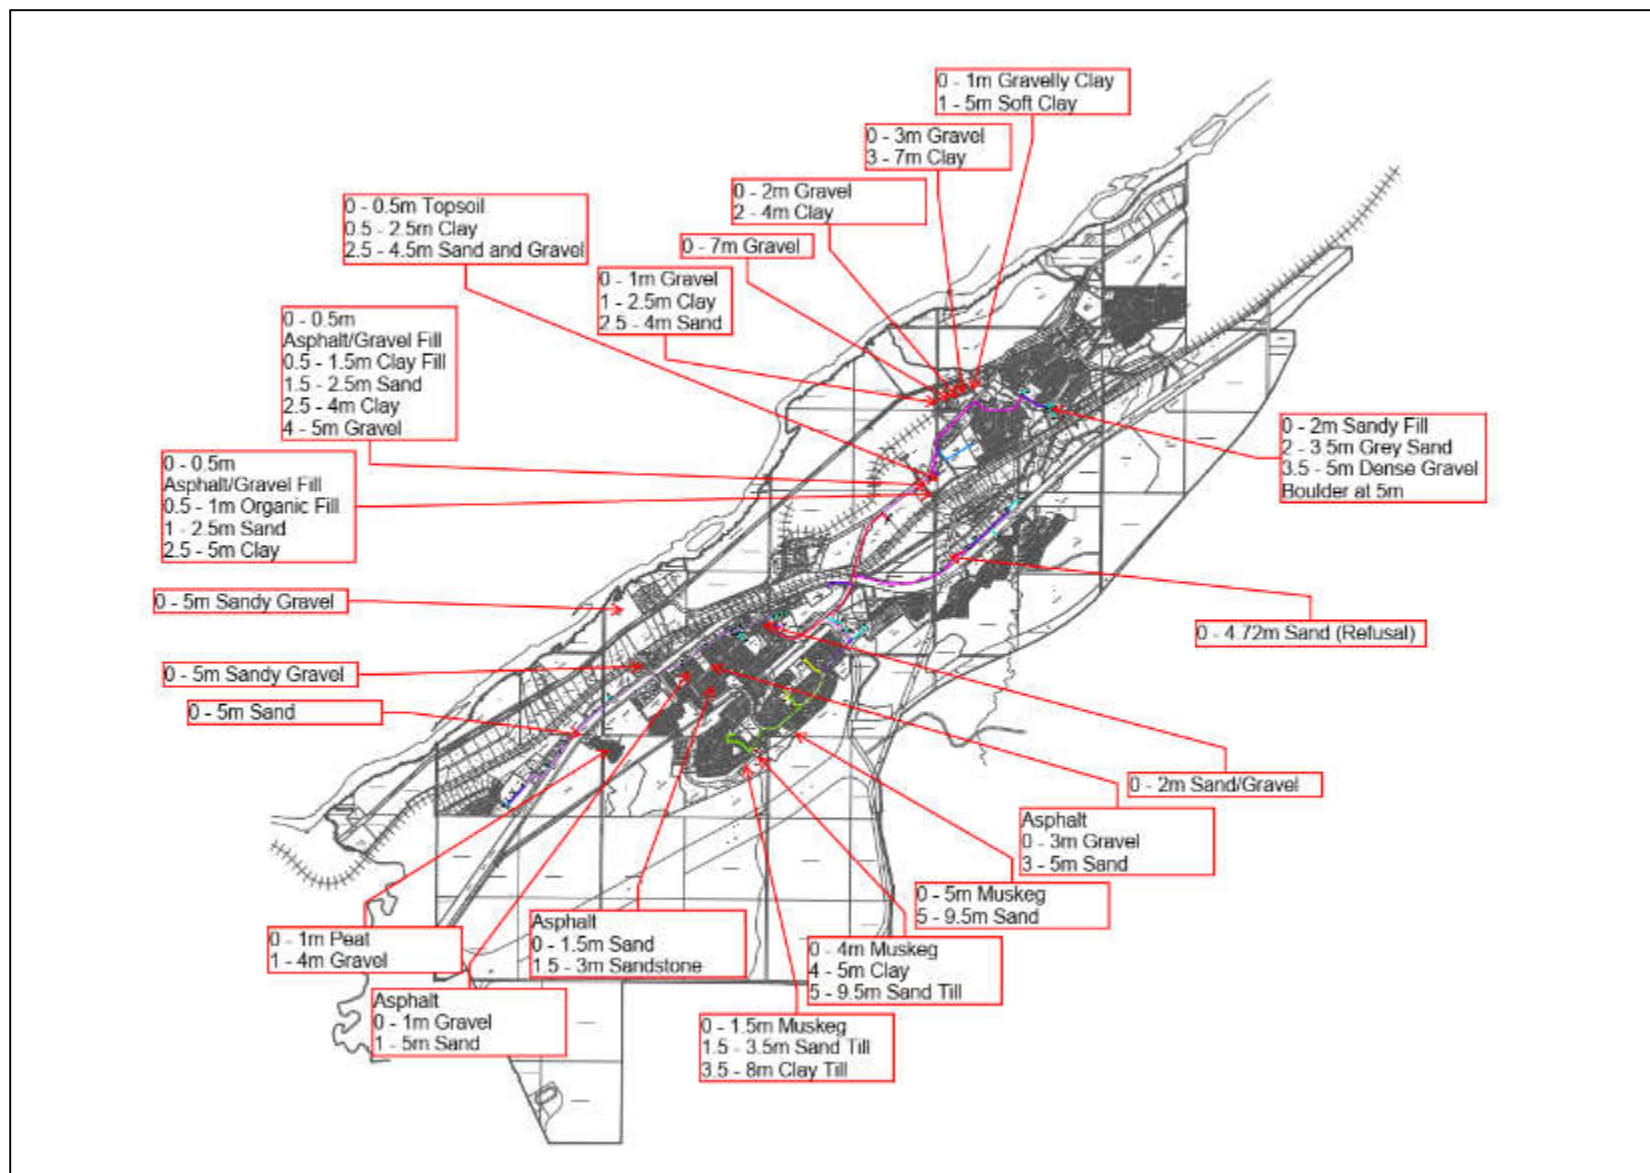 0 - 1m Gravelly Clay
1 - 5m Soft Clay
0 - 3m Gravel
3 - 7m Clay
0 - 2m Gravel
2 - 4m Clay
0 - 0.5m Topsoil
0.5 - 2.5m Clay
2.5 - 4.5m Sand and Gravel
0 - 7m Gravel
0 - 1m Gravel
1 - 2.5m Clay
2.5 - 4m Sand
0 - 0.5m
Asphalt/Gravel Fill
0.5 - 1.5m Clay Fill
1.5 - 2.5m Sand
2.5 - 4m Clay
4 - 5m Gravel
0 - 2m Sandy Fill
2 - 3.5m Grey Sand
3.5 - 5m Dense Gravel
Boulder at 5m
0 - 0.5m
Asphalt/Gravel Fill
0.5 - 1m Organic Fill
1 - 2.5m Sand
2.5 - 5m Clay
0 - 5m Sandy Gravel
0 - 4.72m Sand (Refusal)
0 - 5m Sandy Gravel
0 - 5m Sand
0 - 2m Sand/Gravel
Asphalt
0 - 3m Gravel
3 - 5m Sand
0 - 5m Muskeg
5 - 9.5m Sand
0 - 1m Peat
1 - 4m Gravel
Asphalt
0 - 1.5m Sand
1.5 - 3m Sandstone
0 - 4m Muskeg
4 - 5m Clay
5 - 9.5m Sand Till
Asphalt
0 - 1m Gravel
1 - 5m Sand
0 - 1.5m Muskeg
1.5 - 3.5m Sand Till
3.5 - 8m Clay Till